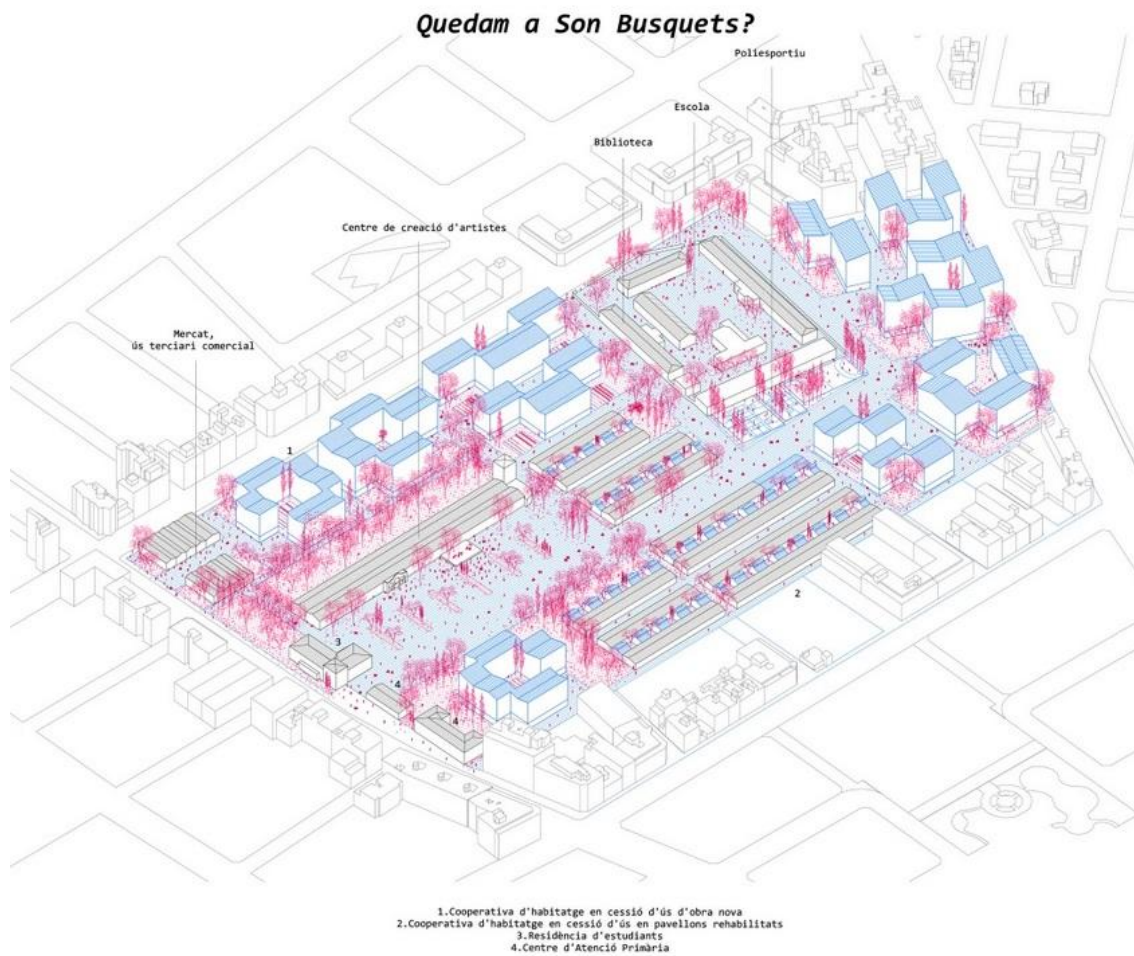 Quedam a Son Busquets?
Poliesportiu
Escola
Biblioteca
Centre de creació d'artistes
Mercat,
ús terciari comercial
1
2
3
4
4
1.Cooperativa d'habitatge en cessió d'ús d'obra nova
2.Cooperativa d'habitatge en cessió d'ús en pavellons rehabilitats
3.Residència d'estudiants
4.Centre d'Atenció Primària